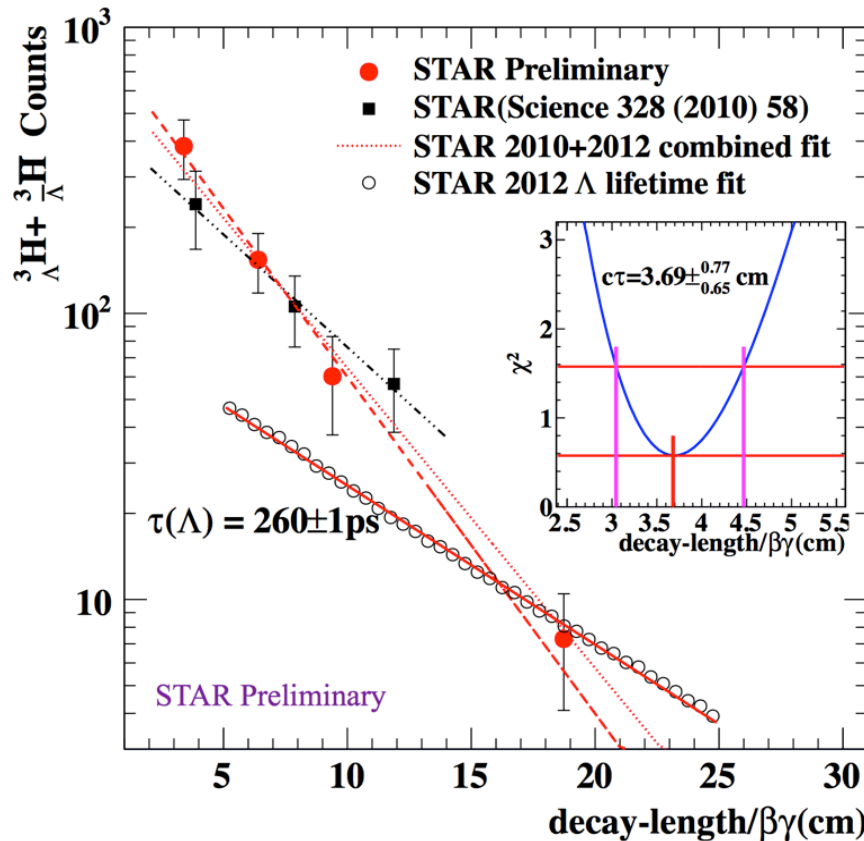 10³
10²
10
³ΛH+ ³Λ̅H̅ Counts
STAR Preliminary
STAR(Science 328 (2010) 58)
STAR 2010+2012 combined fit
STAR 2012 Λ lifetime fit
3
2
1
0
χ²
cτ=3.69±0.77 0.65 cm
2.5 3 3.5 4 4.5 5 5.5
decay-length/βγ(cm)
τ(Λ) = 260±1ps
STAR Preliminary
5 10 15 20 25 30
decay-length/βγ(cm)